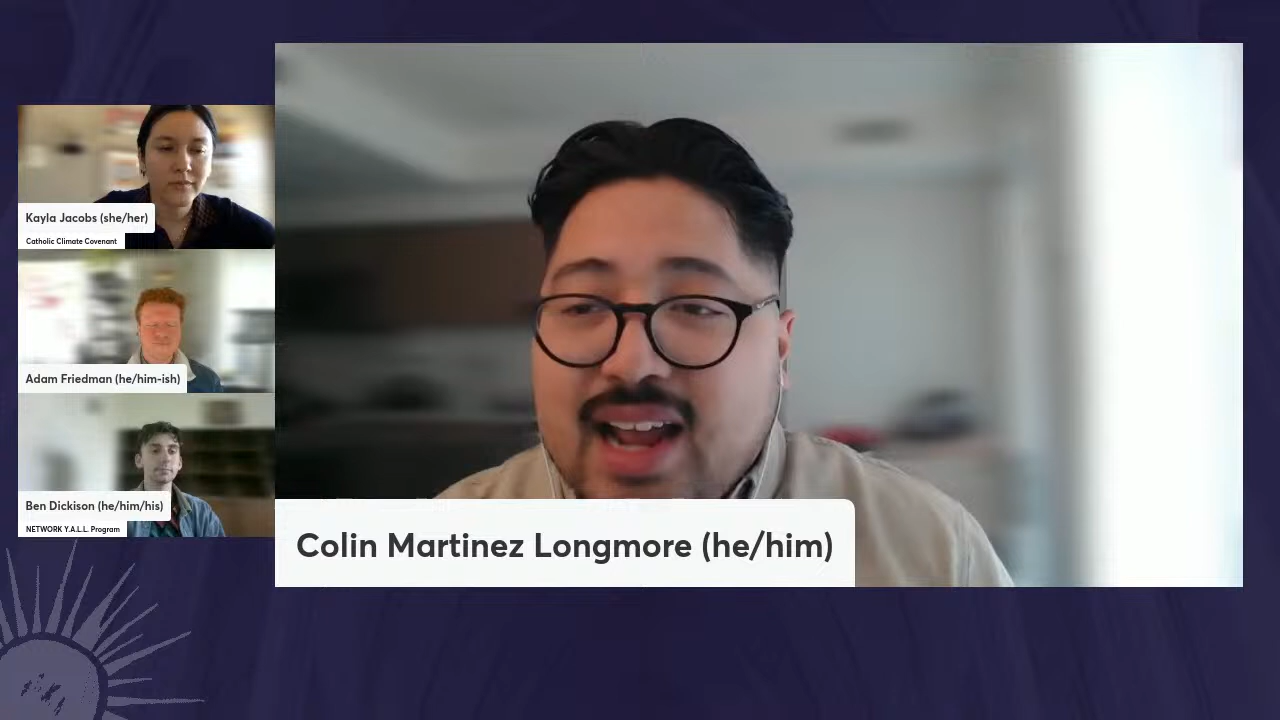 Kayla Jacobs (she/her)
Catholic Climate Covenant
Adam Friedman (he/him-ish)
Ben Dickison (he/him/his)
NETWORK Y.A.L.L. Program
Colin Martinez Longmore (he/him)